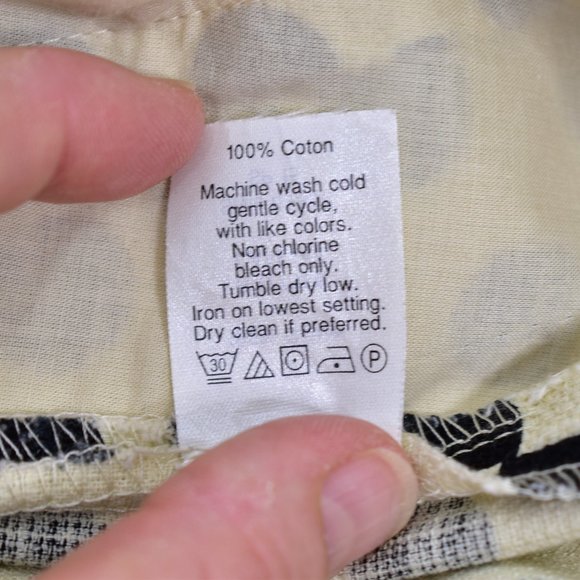 100% Coton
Machine wash cold
gentle cycle,
with like colors.
Non chlorine
bleach only.
Tumble dry low.
Iron on lowest setting.
Dry clean if preferred.
30 P